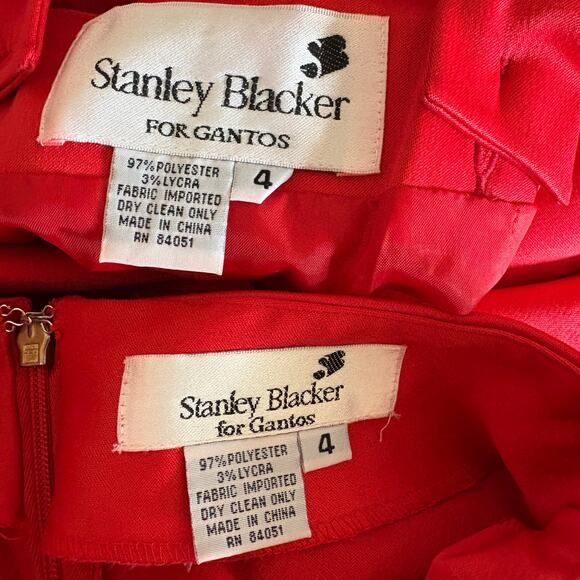 Stanley Blacker
FOR GANTOS
97% POLYESTER
3% LYCRA
FABRIC IMPORTED
DRY CLEAN ONLY
MADE IN CHINA
RN 84051
4
Stanley Blacker
for Gantos
97% POLYESTER
3% LYCRA
FABRIC IMPORTED
DRY CLEAN ONLY
MADE IN CHINA
RN 84051
4